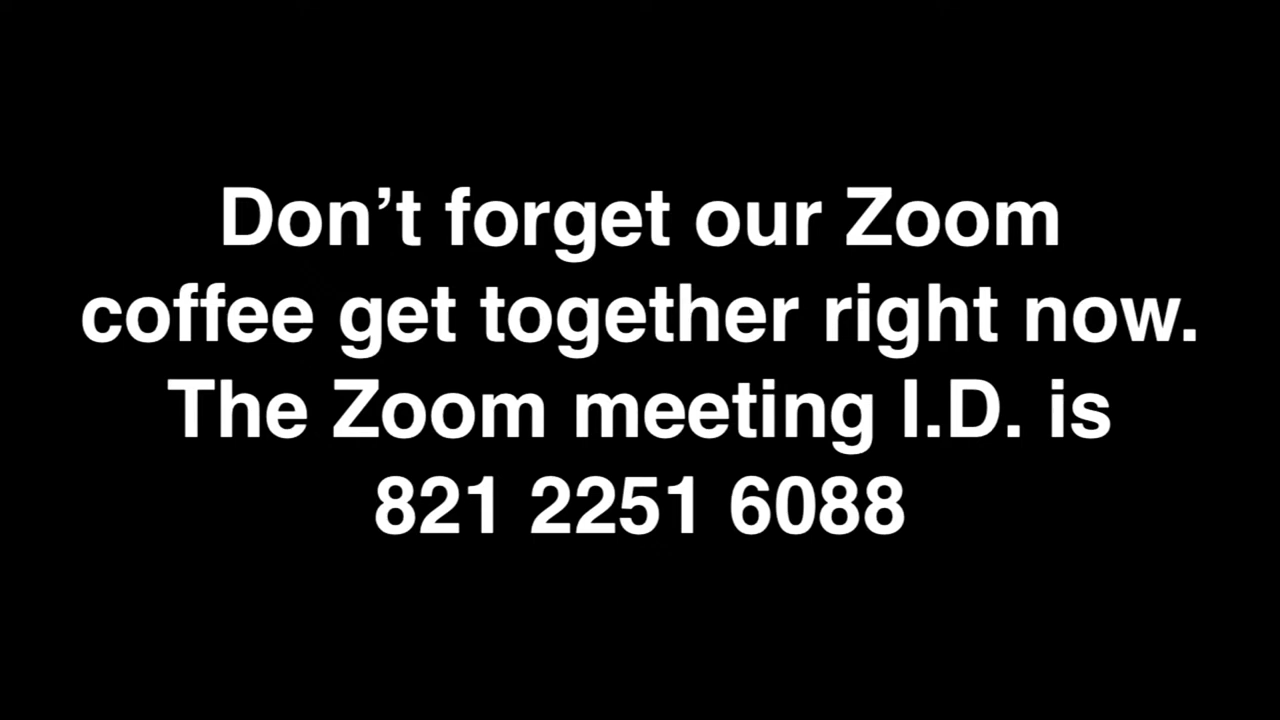 Don’t forget our Zoom
coffee get together right now.
The Zoom meeting I.D. is
821 2251 6088